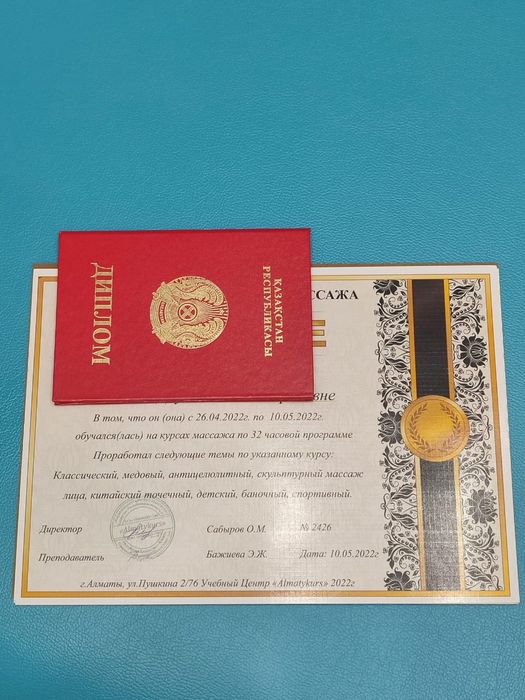 ҚАЗАҚСТАН
РЕСПУБЛИКАСЫ
ДИПЛОМ
ССАЖА
вне
В том, что он (она) с 26.04.2022г. по 10.05.2022г.
обучался(лась) на курсах массажа по 32 часовой программе
Проработал следующие темы по указанному курсу:
Классический, медовый, антицелюлитный, скульптурный массаж
лица, китайский точечный, детский, баночный, спортивный.
Директор Сабыров О.М. № 2426
«Almatykurs»
Преподаватель Бажиева Э.Ж. Дата: 10.05.2022г
г.Алматы, ул.Пушкина 2/76 Учебный Центр «Almatykurs» 2022г